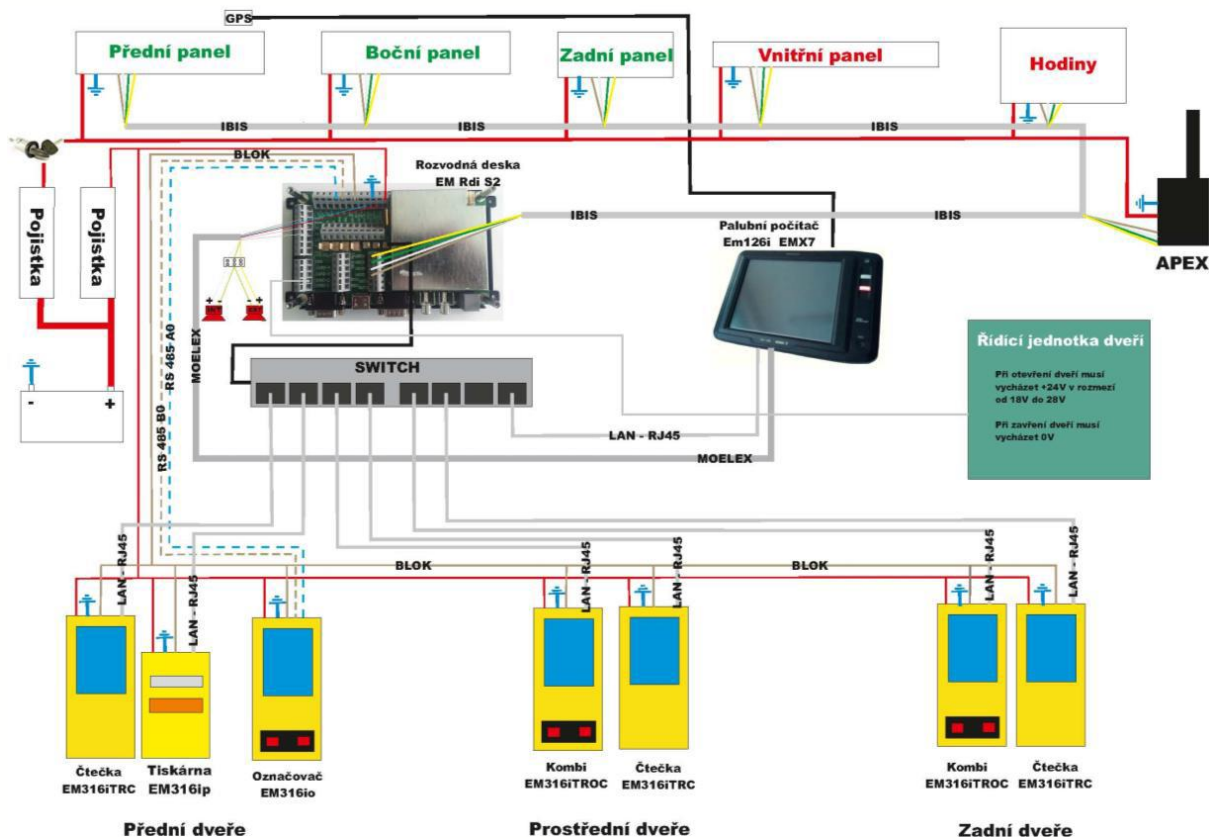 GPS
Přední panel
Boční panel
Zadní panel
Vnitřní panel
Hodiny
IBIS
IBIS
IBIS
IBIS
BLOK
Rozvodná deska
EM Rdi S2
Pojistka
Pojistka
IBIS
IBIS
Palubní počítač
Em126i EMX7
APEX
- +
+ -
- +
RS 485 A0
RS 485 B0
MOELEX
SWITCH
Řídící jednotka dveří
Při otevření dveří musí
vycházet +24V v rozmezí
od 18V do 28V
Při zavření dveří musí
vycházet 0V
LAN - RJ45
MOELEX
LAN - RJ45
LAN - RJ45
BLOK
LAN - RJ45
LAN - RJ45
BLOK
LAN - RJ45
LAN - RJ45
Čtečka
EM316iTRC
Tiskárna
EM316ip
Označovač
EM316io
Kombi
EM316iTROC
Čtečka
EM316iTRC
Kombi
EM316iTROC
Čtečka
EM316iTRC
Přední dveře
Prostřední dveře
Zadní dveře